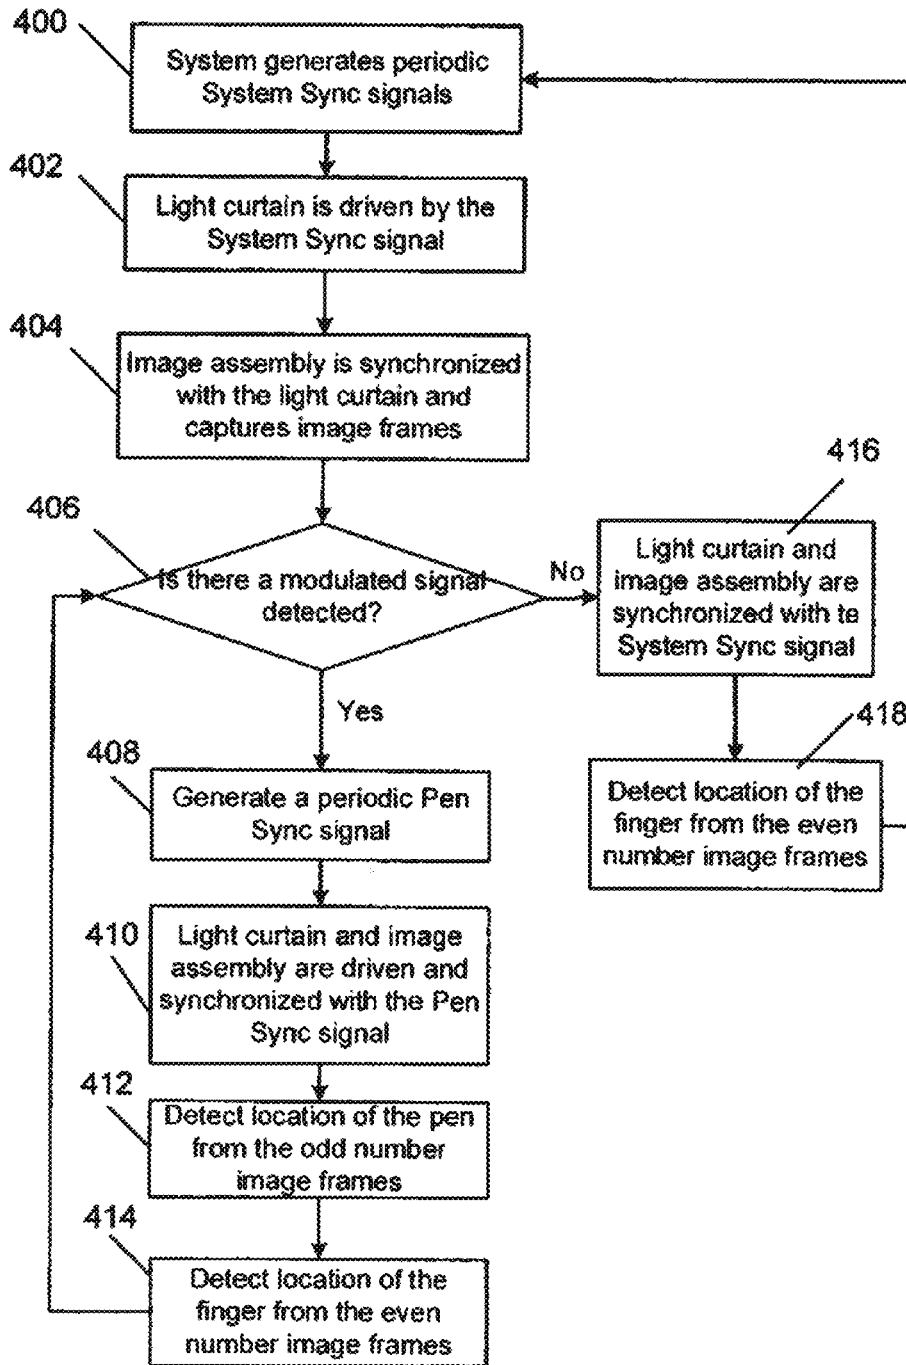 400
System generates periodic
System Sync signals
402
Light curtain is driven by the
System Sync signal
404
Image assembly is synchronized
with the light curtain and
captures image frames
406
Is there a modulated signal
detected?
No
Yes
416
Light curtain and
image assembly are
synchronized with te
System Sync signal
418
Detect location of the
finger from the even
number image frames
408
Generate a periodic Pen
Sync signal
410
Light curtain and image
assembly are driven and
synchronized with the Pen
Sync signal
412
Detect location of the pen
from the odd number
image frames
414
Detect location of the
finger from the even
number image frames